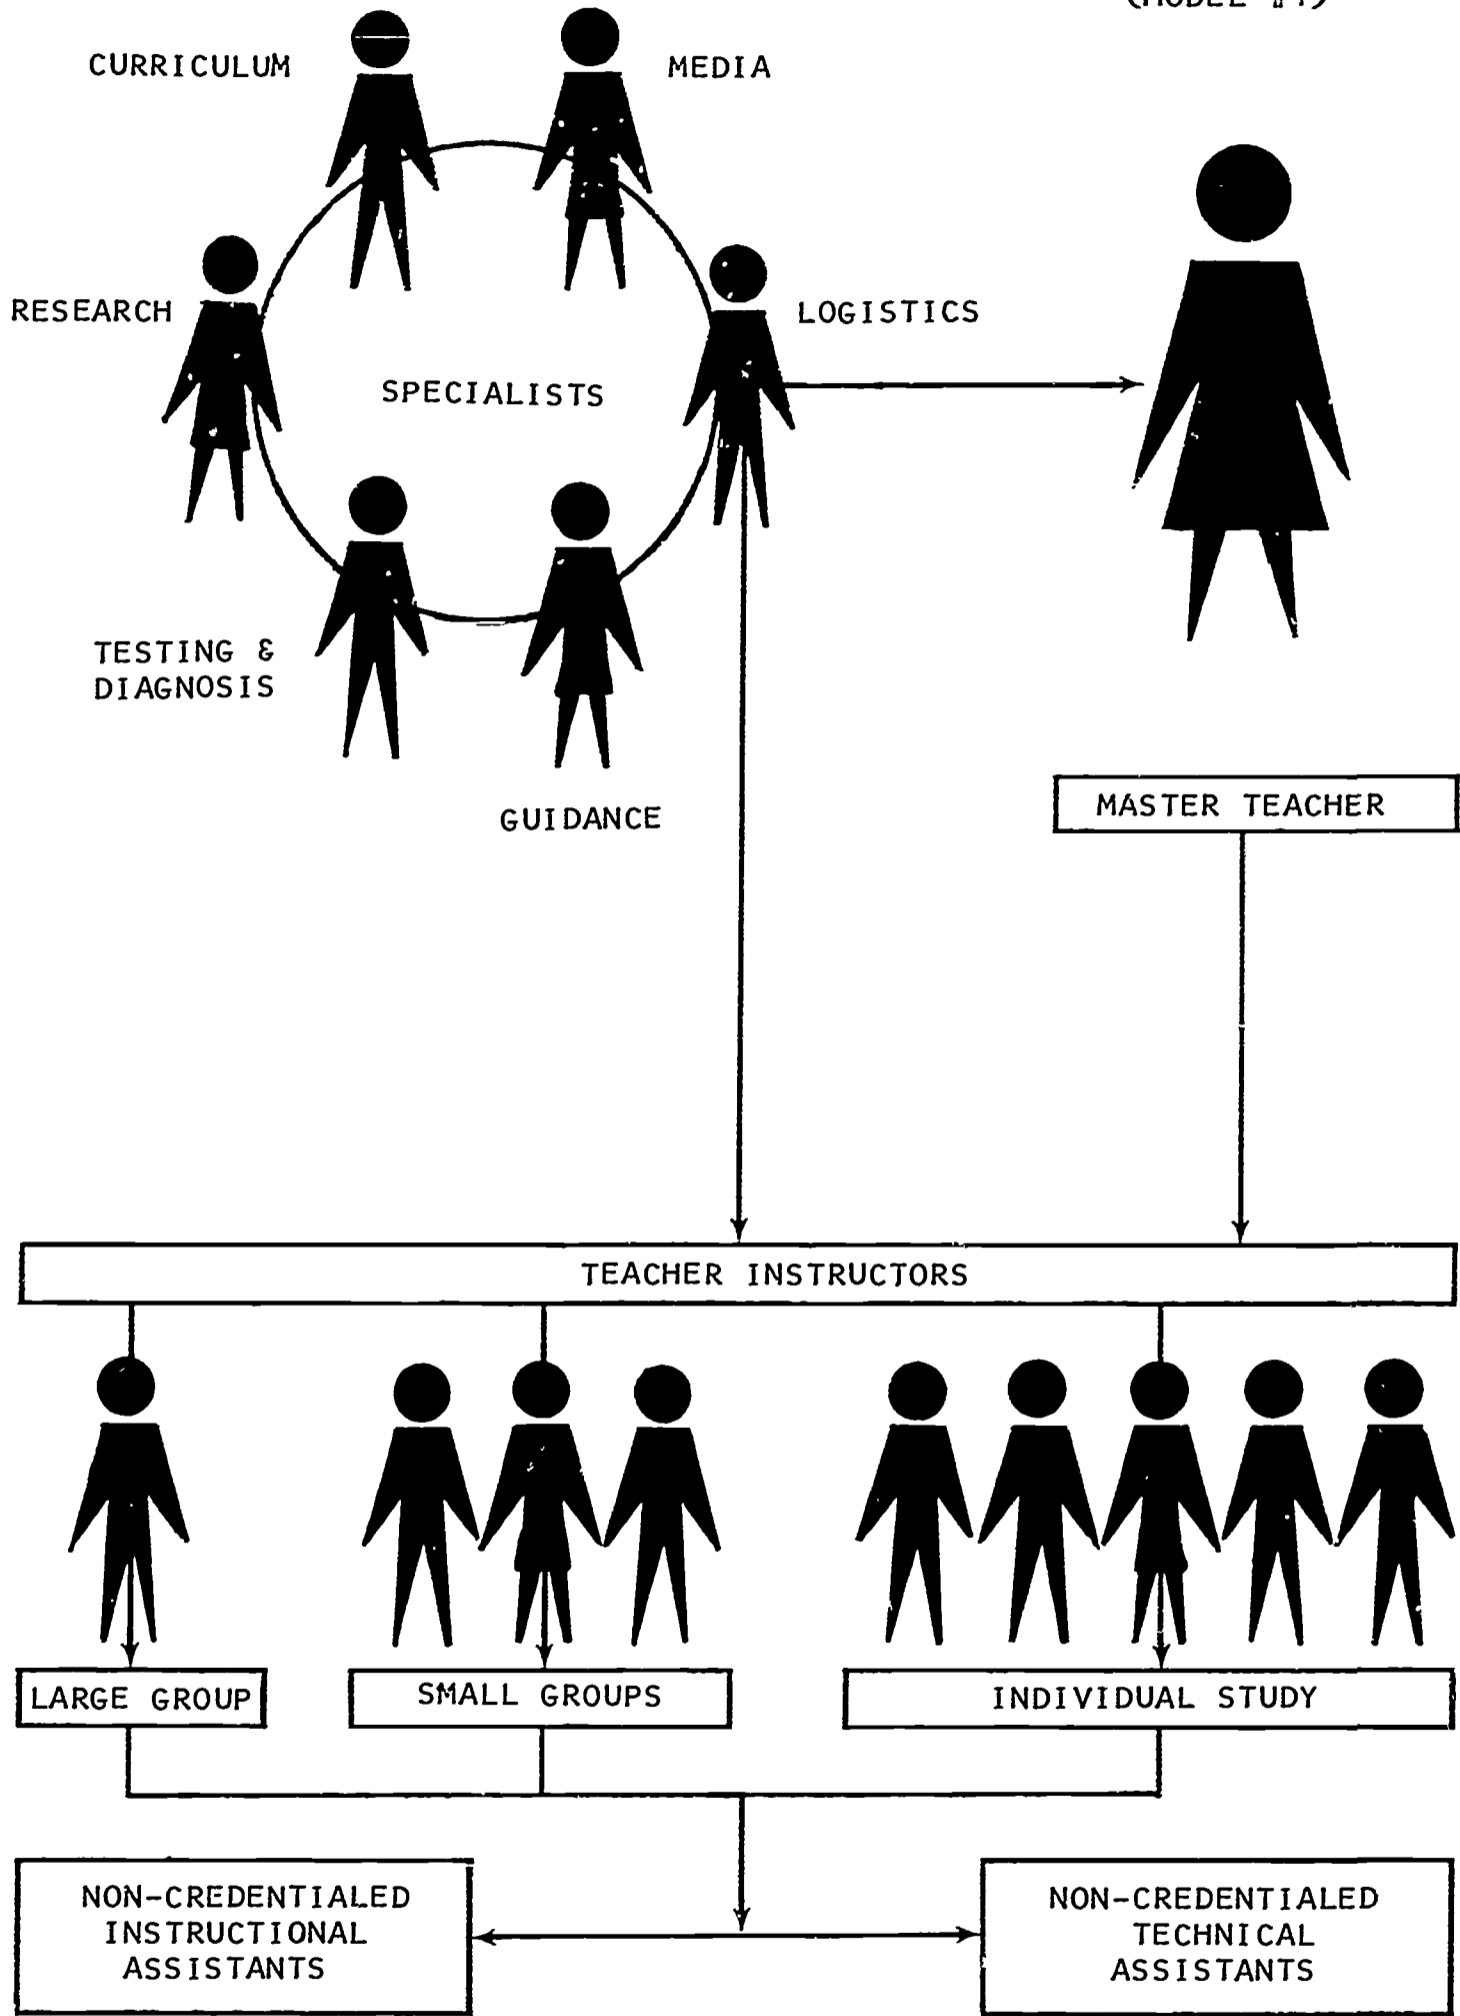 CURRICULUM
MEDIA
RESEARCH
LOGISTICS
SPECIALISTS
TESTING &
DIAGNOSIS
GUIDANCE
MASTER TEACHER
TEACHER INSTRUCTORS
LARGE GROUP
SMALL GROUPS
INDIVIDUAL STUDY
NON-CREDENTIALED
INSTRUCTIONAL
ASSISTANTS
NON-CREDENTIALED
TECHNICAL
ASSISTANTS